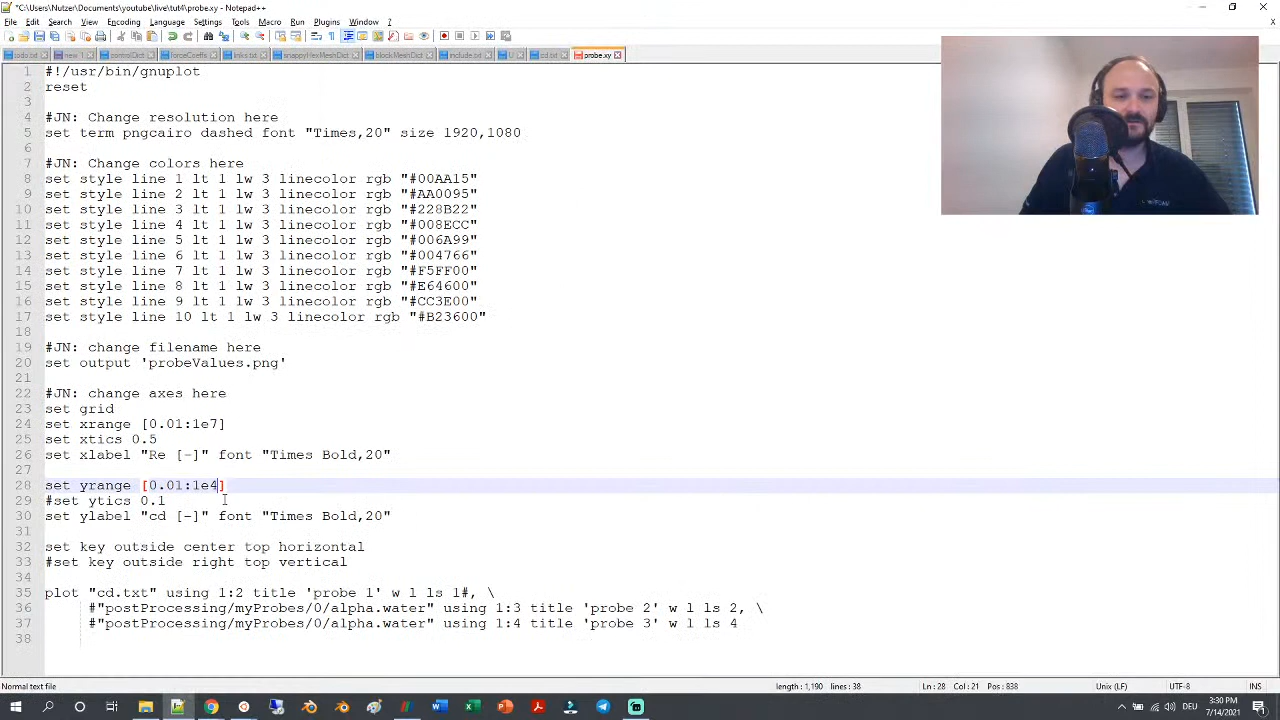 *C:\Users\Nutzer\Documents\youtube\live\tut4\probe.xy - Notepad++
File Edit Search View Encoding Language Settings Tools Macro Run Plugins Window ?
todo.txt new 1 controlDict forceCoeffs links.txt snappyHexMeshDict blockMeshDict include.txt U cd.txt probe.xy
1 #!/usr/bin/gnuplot
2 reset
3
4 #JN: Change resolution here
5 set term pngcairo dashed font "Times,20" size 1920,1080
6
7 #JN: Change colors here
8 set style line 1 lt 1 lw 3 linecolor rgb "#00AA15"
9 set style line 2 lt 1 lw 3 linecolor rgb "#AA0095"
10 set style line 3 lt 1 lw 3 linecolor rgb "#228B22"
11 set style line 4 lt 1 lw 3 linecolor rgb "#008ECC"
12 set style line 5 lt 1 lw 3 linecolor rgb "#006A99"
13 set style line 6 lt 1 lw 3 linecolor rgb "#004766"
14 set style line 7 lt 1 lw 3 linecolor rgb "#F5FF00"
15 set style line 8 lt 1 lw 3 linecolor rgb "#E64600"
16 set style line 9 lt 1 lw 3 linecolor rgb "#CC3E00"
17 set style line 10 lt 1 lw 3 linecolor rgb "#B23600"
18
19 #JN: change filename here
20 set output 'probeValues.png'
21
22 #JN: change axes here
23 set grid
24 set xrange [0.01:1e7]
25 set xtics 0.5
26 set xlabel "Re [-]" font "Times Bold,20"
27
28 set yrange [0.01:1e4]
29 #set ytics 0.1
30 set ylabel "cd [-]" font "Times Bold,20"
31
32 set key outside center top horizontal
33 #set key outside right top vertical
34
35 plot "cd.txt" using 1:2 title 'probe 1' w l ls 1#, \
36 #"postProcessing/myProbes/0/alpha.water" using 1:3 title 'probe 2' w l ls 2, \
37 #"postProcessing/myProbes/0/alpha.water" using 1:4 title 'probe 3' w l ls 4
38
Normal text file length : 1,190 lines : 38 Ln : 28 Col : 21 Pos : 838 Unix (LF) UTF-8 INS
DEU 3:30 PM
7/14/2021